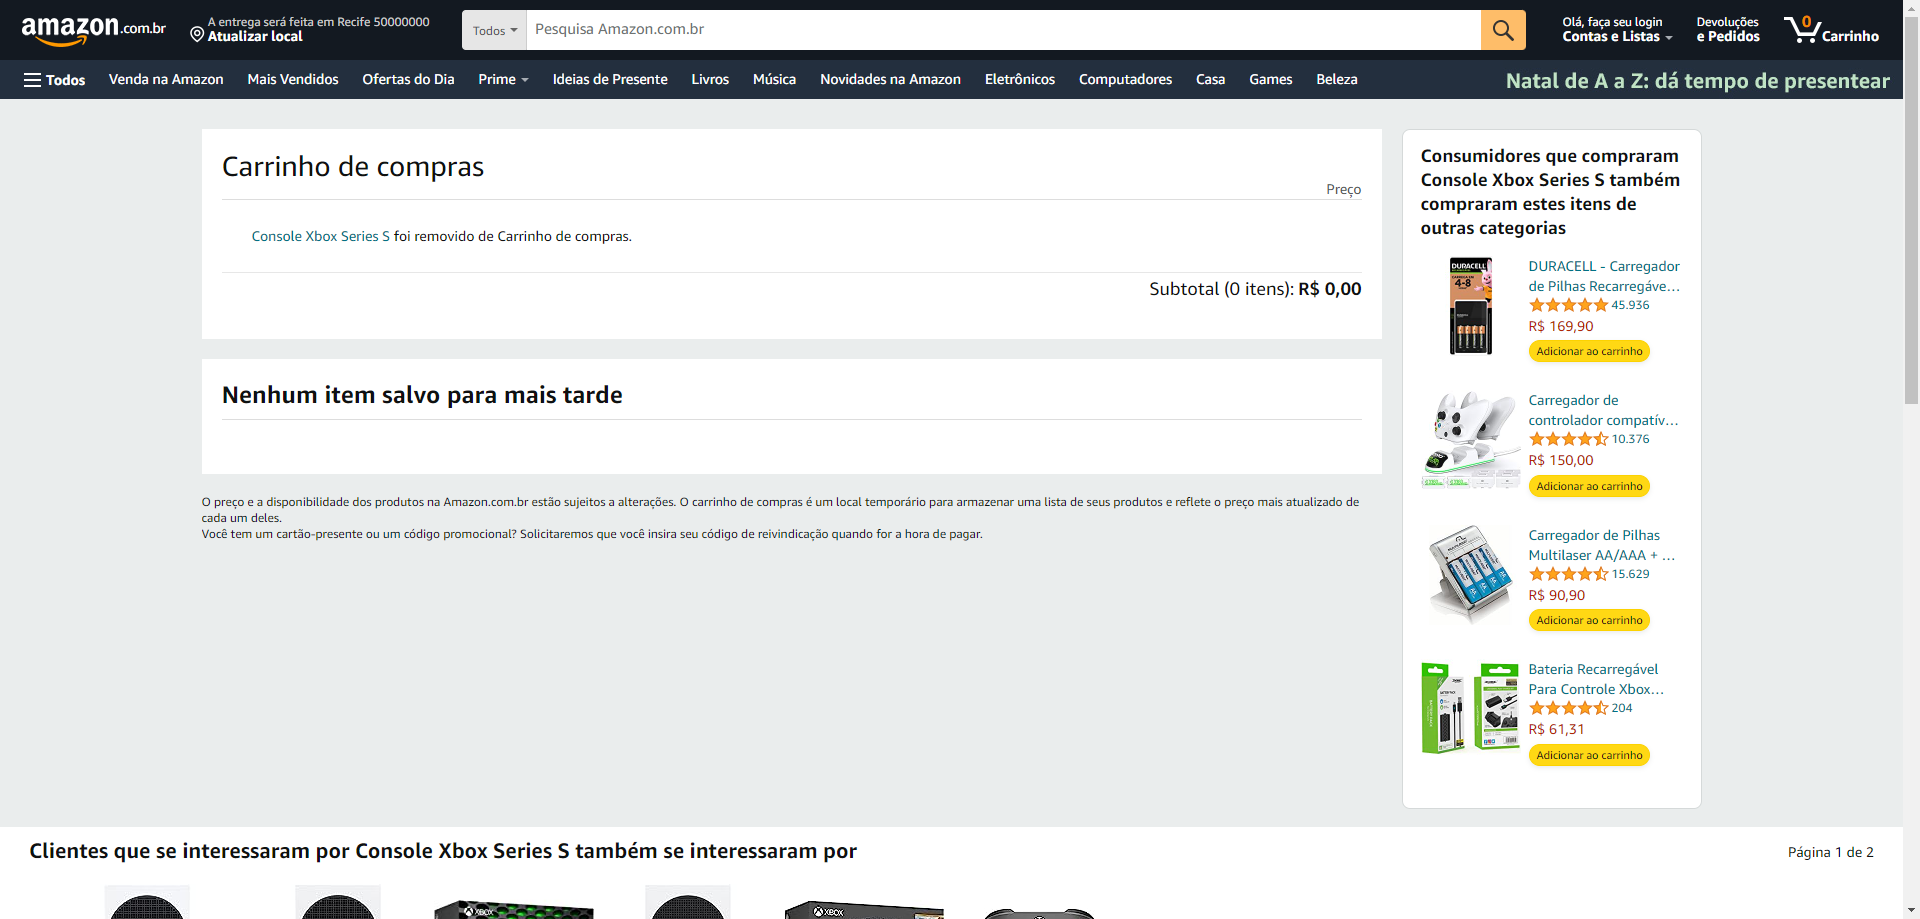 amazon.com.br
A entrega será feita em Recife 50000000
Atualizar local
Todos
Pesquisa Amazon.com.br
Olá, faça seu login
Contas e Listas
Devoluções
e Pedidos
0
Carrinho
Todos
Venda na Amazon
Mais Vendidos
Ofertas do Dia
Prime
Ideias de Presente
Livros
Música
Novidades na Amazon
Eletrônicos
Computadores
Casa
Games
Beleza
Natal de A a Z: dá tempo de presentear
Carrinho de compras
Preço
Console Xbox Series S foi removido de Carrinho de compras.
Subtotal (0 itens): R$ 0,00
Nenhum item salvo para mais tarde
O preço e a disponibilidade dos produtos na Amazon.com.br estão sujeitos a alterações. O carrinho de compras é um local temporário para armazenar uma lista de seus produtos e reflete o preço mais atualizado de
cada um deles.
Você tem um cartão-presente ou um código promocional? Solicitaremos que você insira seu código de reivindicação quando for a hora de pagar.
Consumidores que compraram
Console Xbox Series S também
compraram estes itens de
outras categorias
DURACELL
4-8
DURACELL - Carregador
de Pilhas Recarregáve...
45.936
R$ 169,90
Adicionar ao carrinho
Carregador de
controlador compatív...
10.376
R$ 150,00
Adicionar ao carrinho
Carregador de Pilhas
Multilaser AA/AAA + ...
15.629
R$ 90,90
Adicionar ao carrinho
Bateria Recarregável
Para Controle Xbox...
204
R$ 61,31
Adicionar ao carrinho
Clientes que se interessaram por Console Xbox Series S também se interessaram por
Página 1 de 2
XBOX
XBOX